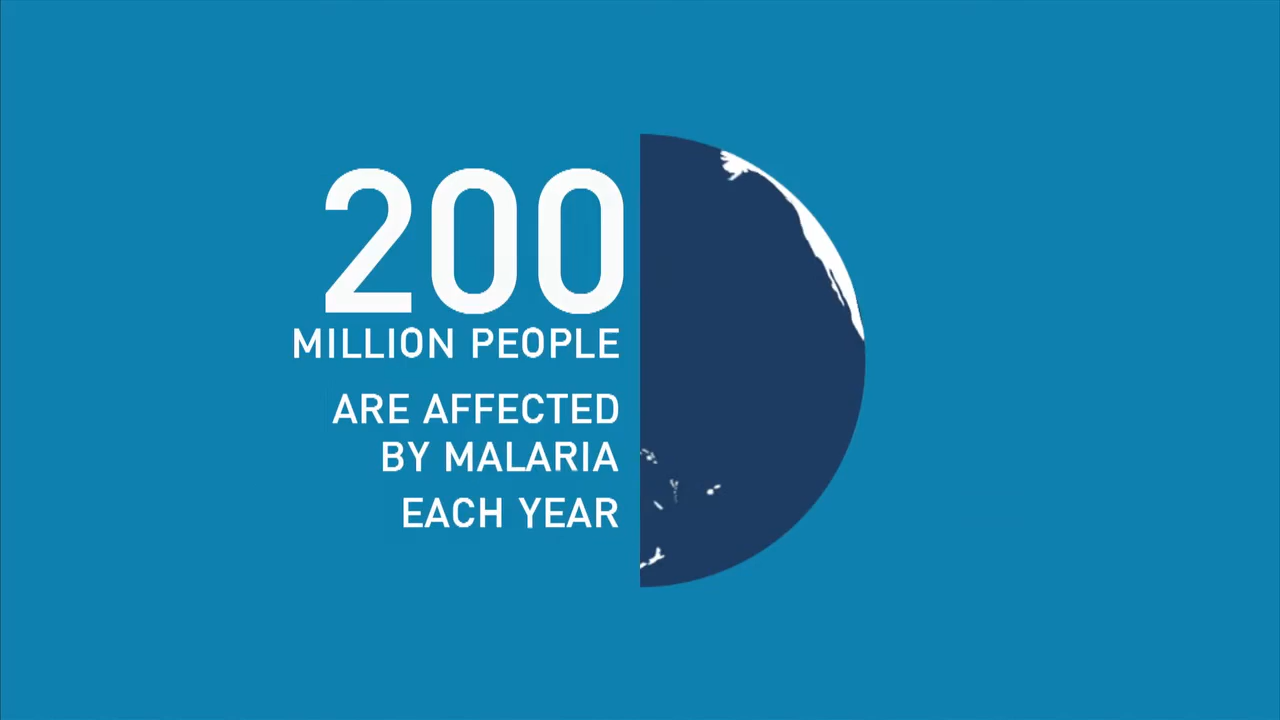 200
MILLION PEOPLE
ARE AFFECTED
BY MALARIA
EACH YEAR